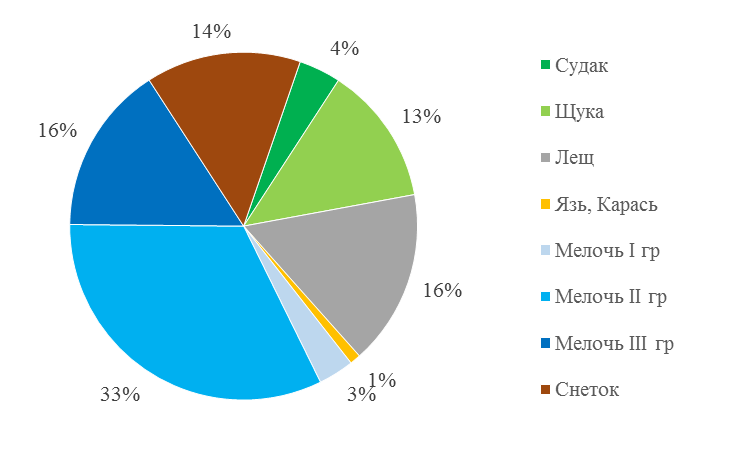 14%
4%
13%
16%
16%
33%
3%
1%
Судак
Щука
Лещ
Язь, Карась
Мелочь I гр
Мелочь II гр
Мелочь III гр
Снеток